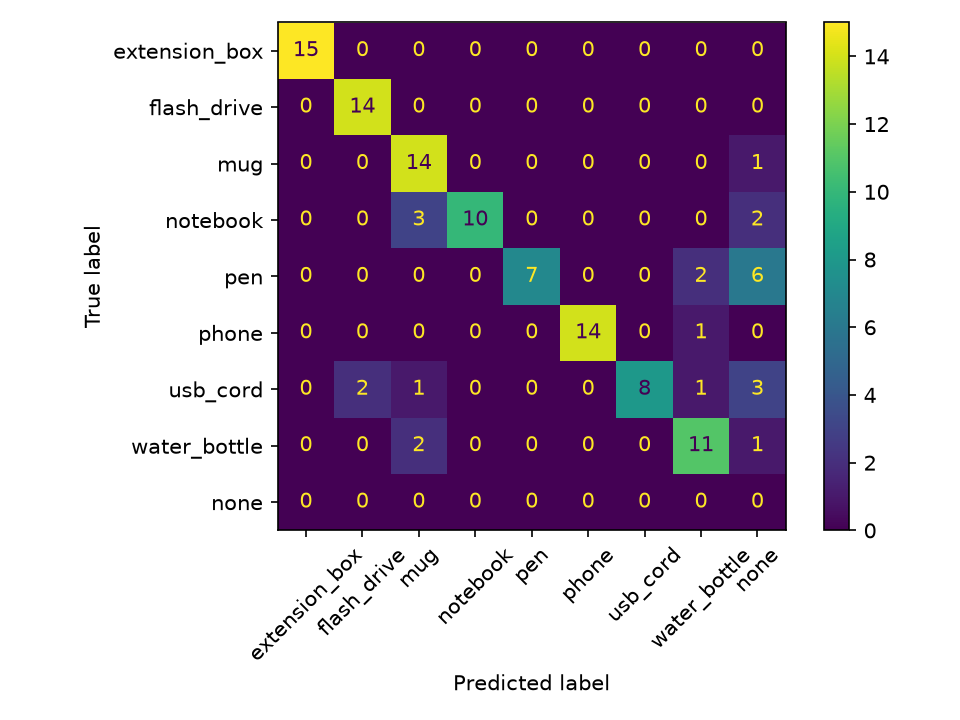 extension_box 15 0 0 0 0 0 0 0 0
flash_drive 0 14 0 0 0 0 0 0 0
mug 0 0 14 0 0 0 0 0 1
notebook 0 0 3 10 0 0 0 0 2
pen 0 0 0 0 7 0 0 2 6
phone 0 0 0 0 0 14 0 1 0
usb_cord 0 2 1 0 0 0 8 1 3
water_bottle 0 0 2 0 0 0 0 11 1
none 0 0 0 0 0 0 0 0 0
True label
extension_box flash_drive mug notebook pen phone usb_cord water_bottle none
Predicted label
14
12
10
8
6
4
2
0